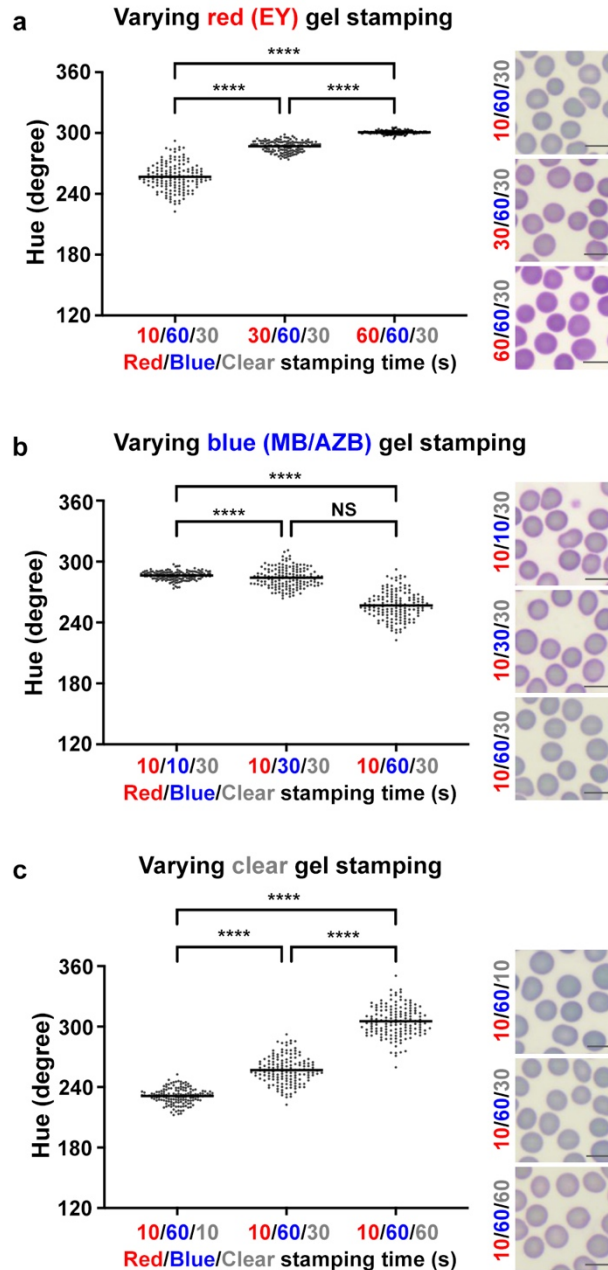 a
Varying red (EY) gel stamping
****
**** ****
360
300
240
180
120
Hue (degree)
10/60/30 30/60/30 60/60/30
Red/Blue/Clear stamping time (s)
10/60/30
30/60/30
60/60/30
b
Varying blue (MB/AZB) gel stamping
****
**** NS
360
300
240
180
120
Hue (degree)
10/10/30 10/30/30 10/60/30
Red/Blue/Clear stamping time (s)
10/10/30
10/30/30
10/60/30
c
Varying clear gel stamping
****
**** ****
360
300
240
180
120
Hue (degree)
10/60/10 10/60/30 10/60/60
Red/Blue/Clear stamping time (s)
10/60/10
10/60/30
10/60/60